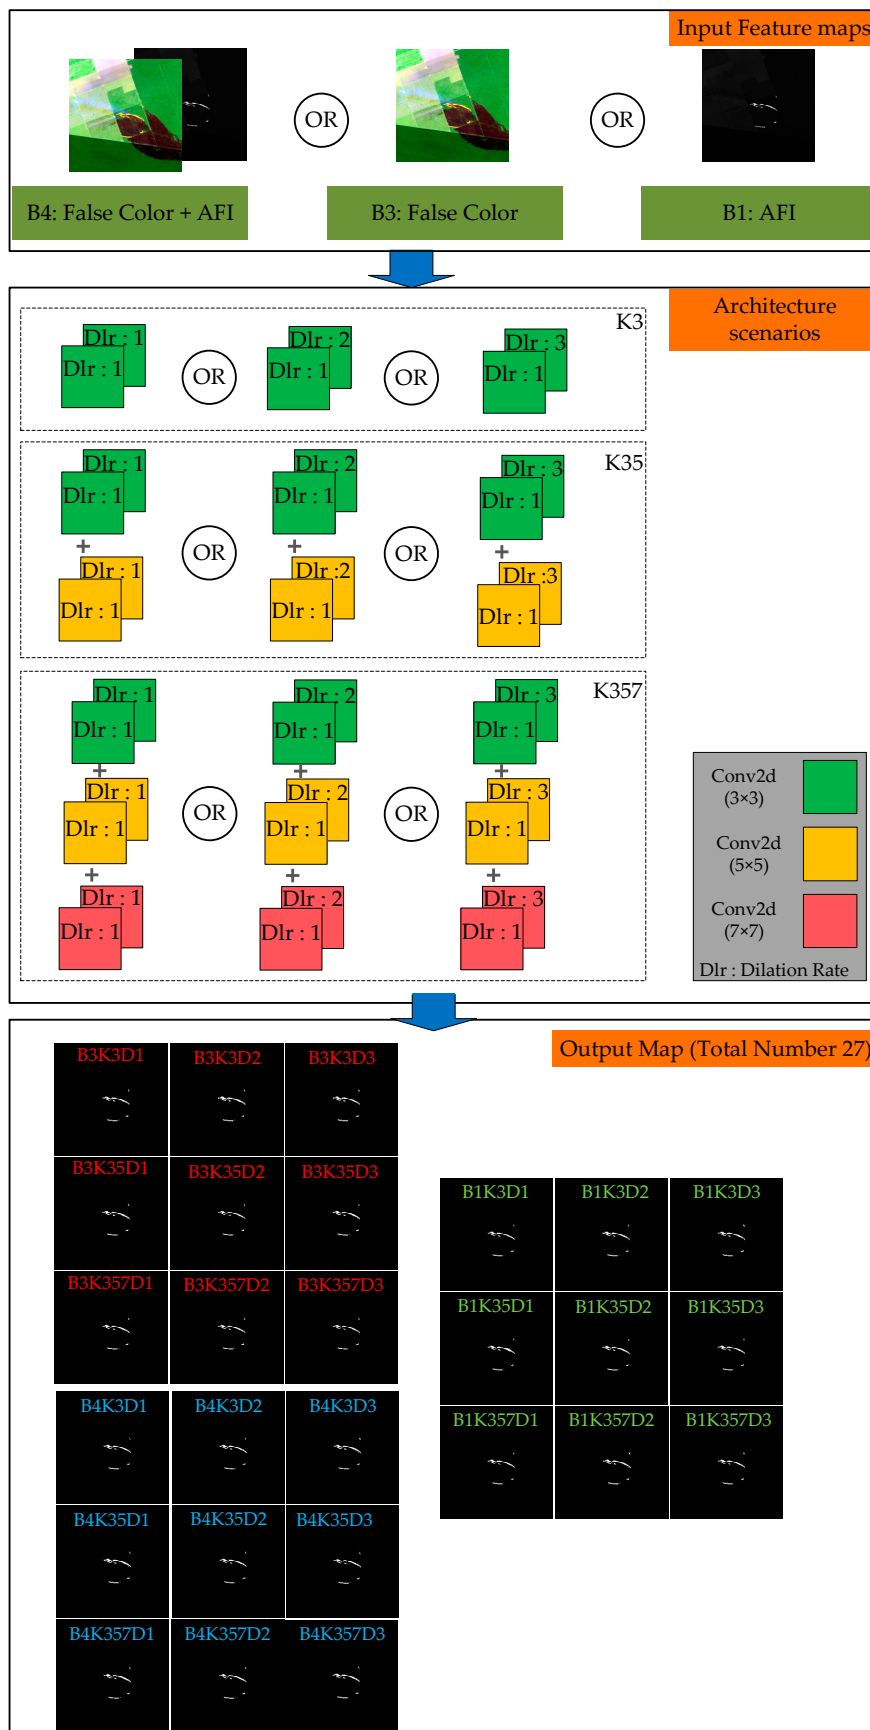 Input Feature maps
OR
OR
B4: False Color + AFI
B3: False Color
B1: AFI
Architecture
scenarios
K3
Dlr : 1
Dlr : 1
OR
Dlr : 2
Dlr : 1
OR
Dlr : 3
Dlr : 1
K35
Dlr : 1
Dlr : 1
+
Dlr : 1
Dlr : 1
OR
Dlr : 2
Dlr : 1
+
Dlr :2
Dlr : 1
OR
Dlr : 3
Dlr : 1
+
Dlr :3
Dlr : 1
K357
Dlr : 1
Dlr : 1
+
Dlr : 1
Dlr : 1
+
Dlr : 1
Dlr : 1
OR
Dlr : 2
Dlr : 1
+
Dlr : 2
Dlr : 1
+
Dlr : 2
Dlr : 1
OR
Dlr : 3
Dlr : 1
+
Dlr : 3
Dlr : 1
+
Dlr : 3
Dlr : 1
Conv2d
(3×3)
Conv2d
(5×5)
Conv2d
(7×7)
Dlr : Dilation Rate
Output Map (Total Number 27)
B3K3D1
B3K3D2
B3K3D3
B3K35D1
B3K35D2
B3K35D3
B3K357D1
B3K357D2
B3K357D3
B4K3D1
B4K3D2
B4K3D3
B4K35D1
B4K35D2
B4K35D3
B4K357D1
B4K357D2
B4K357D3
B1K3D1
B1K3D2
B1K3D3
B1K35D1
B1K35D2
B1K35D3
B1K357D1
B1K357D2
B1K357D3